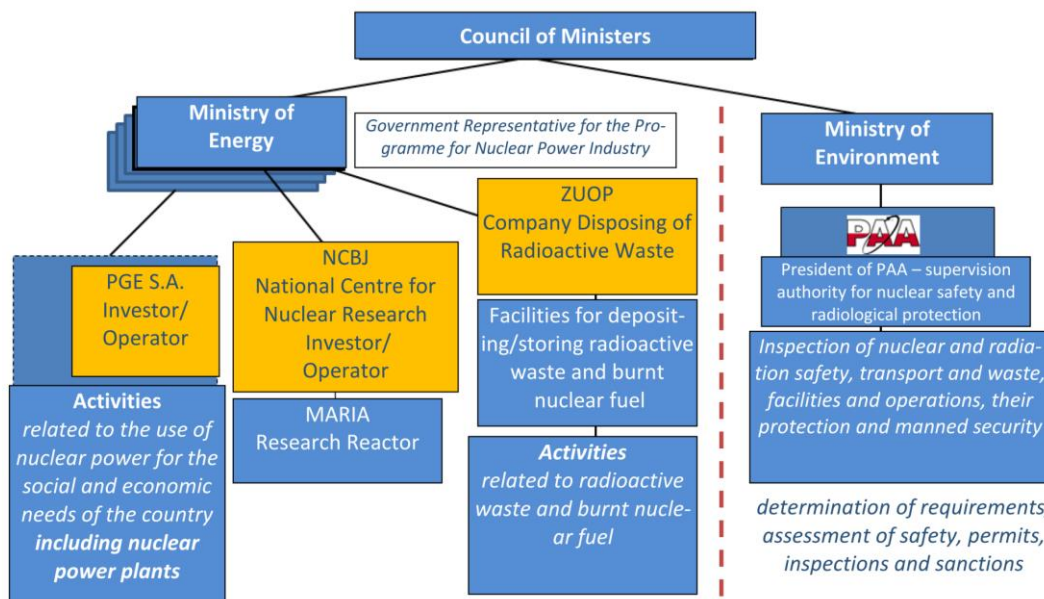 Council of Ministers
Ministry of
Energy
Government Representative for the Pro-
gramme for Nuclear Power Industry
Ministry of
Environment
PGE S.A.
Investor/
Operator
Activities
related to the use of
nuclear power for the
social and economic
needs of the country
including nuclear
power plants
NCBJ
National Centre for
Nuclear Research
Investor/
Operator
MARIA
Research Reactor
ZUOP
Company Disposing of
Radioactive Waste
Facilities for deposit-
ing/storing radioactive
waste and burnt
nuclear fuel
Activities
related to radioactive
waste and burnt nucle-
ar fuel
PAA
President of PAA – supervision
authority for nuclear safety and
radiological protection
Inspection of nuclear and radia-
tion safety, transport and waste,
facilities and operations, their
protection and manned security
determination of requirements
assessment of safety, permits,
inspections and sanctions